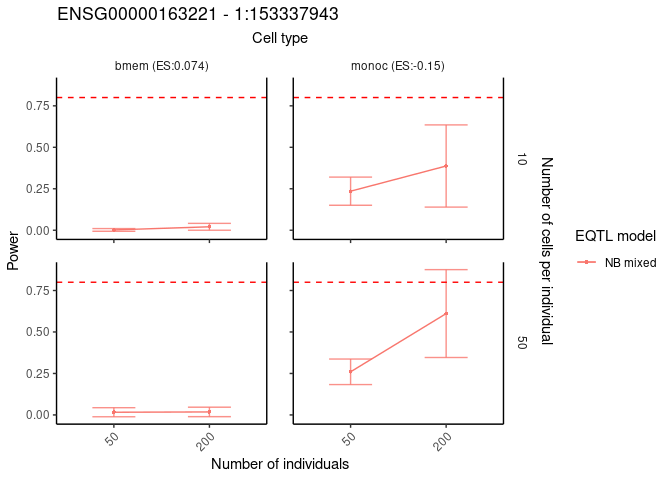 ENSG00000163221 - 1:153337943
Cell type
bmem (ES:0.074)
monoc (ES:-0.15)
0.75
0.50
0.25
0.00
10
0.75
0.50
0.25
0.00
50
Power
Number of cells per individual
EQTL model
NB mixed
50
200
50
200
Number of individuals